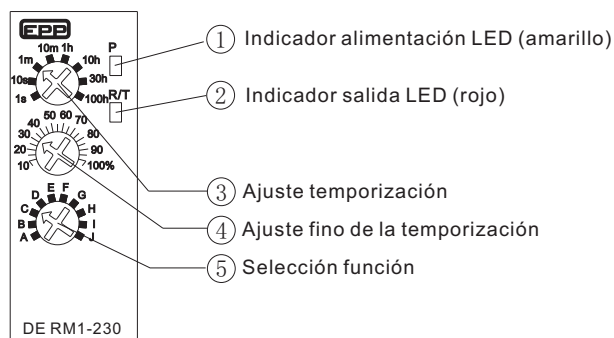 EPP
P
10m 1h
1m 10h
10s 30h
1s 100h
R/T
① Indicador alimentación LED (amarillo)
② Indicador salida LED (rojo)
50 60
40 70
30 80
20 90
10 100%
③ Ajuste temporización
④ Ajuste fino de la temporización
⑤ Selección función
E F
D G
C H
B I
A J
DE RM1-230